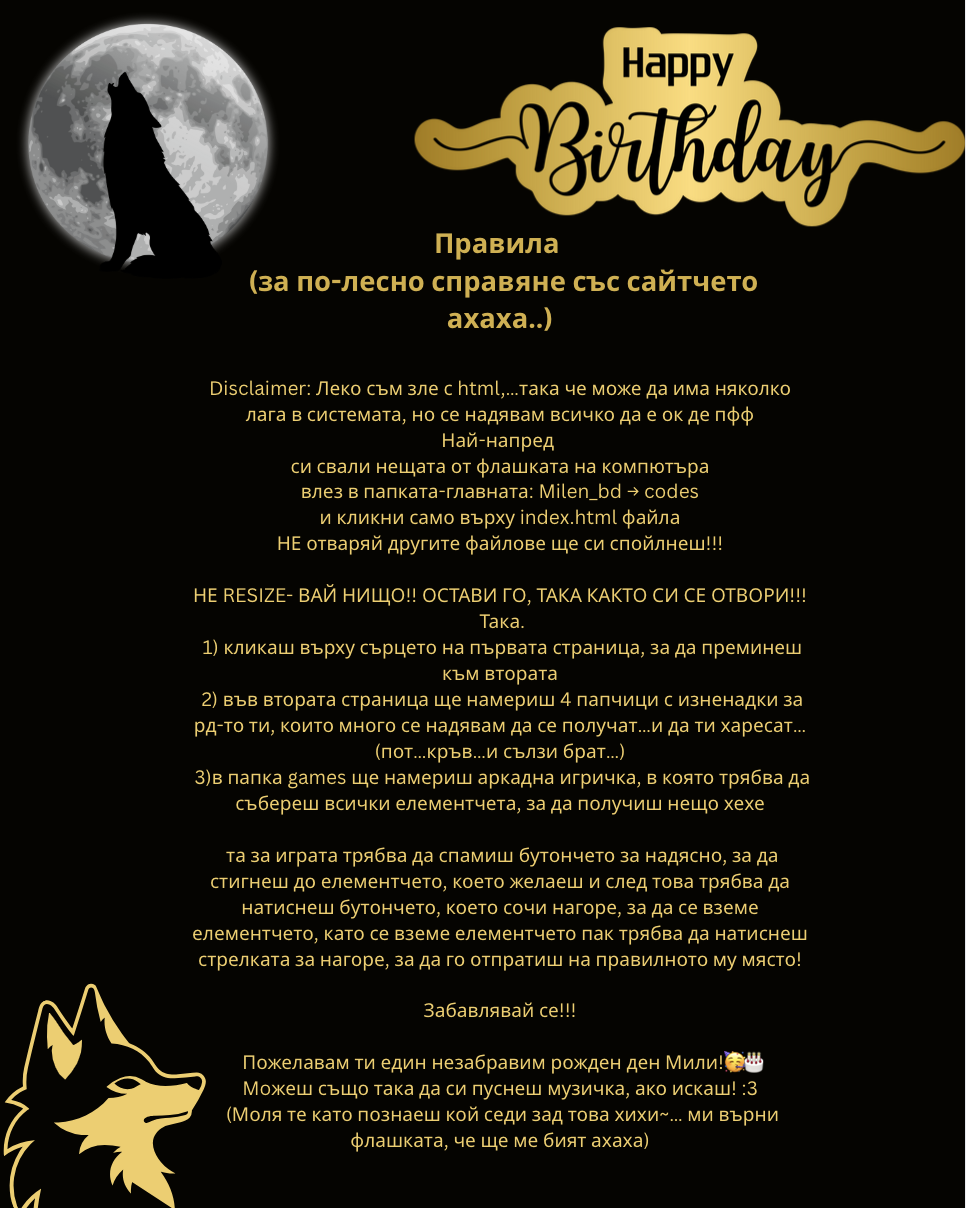 Happy
Birthday
Правила
(за по-лесно справяне със сайтчето
ахаха..)
Disclaimer: Леко съм зле с html,...така че може да има няколко
лага в системата, но се надявам всичко да е ок де пфф
Най-напред
си свали нещата от флашката на компютъра
влез в папката-главната: Milen_bd → codes
и кликни само върху index.html файла
НЕ отваряй другите файлове ще си спойлнеш!!!
НЕ RESIZE- ВАЙ НИЩО!! ОСТАВИ ГО, ТАКА КАКТО СИ СЕ ОТВОРИ!!!
Така.
1) кликаш върху сърцето на първата страница, за да преминеш
към втората
2) във втората страница ще намериш 4 папчици с изненадки за
рд-то ти, които много се надявам да се получат...и да ти харесат...
(пот...кръв...и сълзи брат...)
3)в папка games ще намериш аркадна игричка, в която трябва да
събереш всички елементчета, за да получиш нещо хехе
та за играта трябва да спамиш бутончето за надясно, за да
стигнеш до елементчето, което желаеш и след това трябва да
натиснеш бутончето, което сочи нагоре, за да се вземе
елементчето, като се вземе елементчето пак трябва да натиснеш
стрелката за нагоре, за да го отпратиш на правилното му място!
Забавлявай се!!!
Пожелавам ти един незабравим рожден ден Мили!🥳🎂
Можеш също така да си пуснеш музичка, ако искаш! :3
(Моля те като познаеш кой седи зад това хихи~... ми върни
флашката, че ще ме бият ахаха)